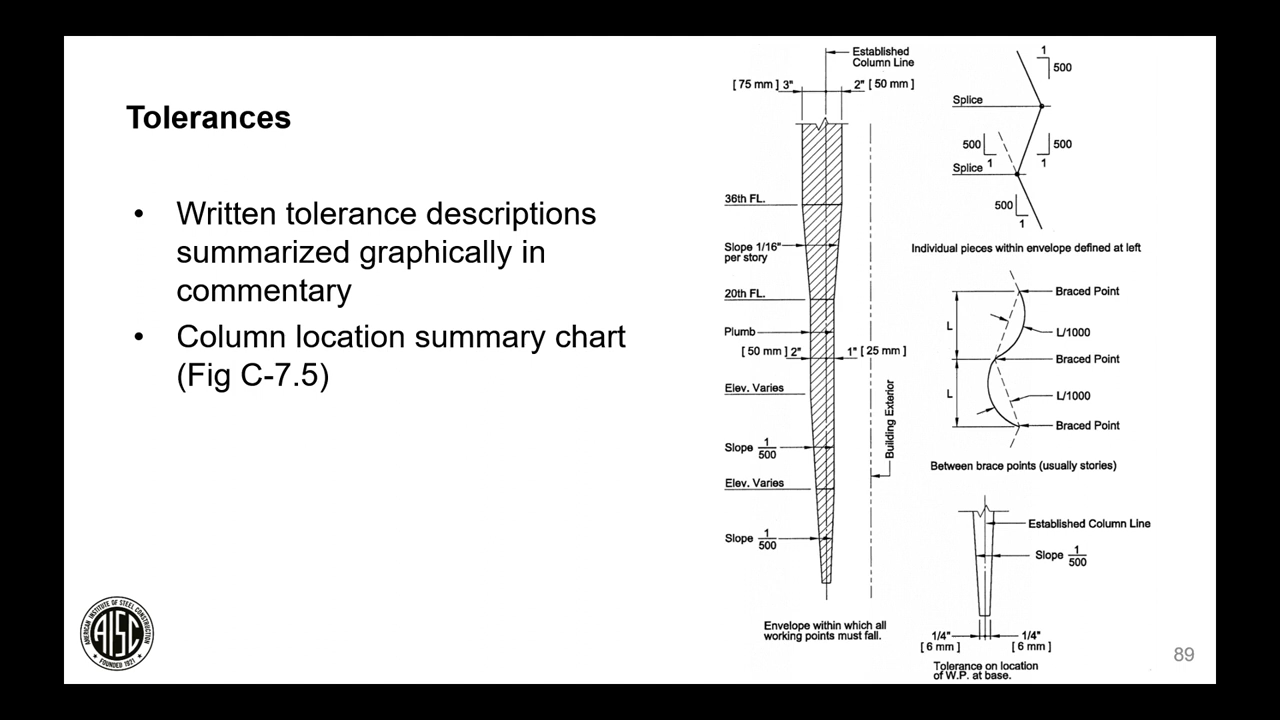 Tolerances
• Written tolerance descriptions
summarized graphically in
commentary
• Column location summary chart
(Fig C-7.5)
Established
Column Line
[ 75 mm ] 3"
2" [ 50 mm ]
36th FL.
Slope 1/16"
per story
20th FL.
Plumb
[ 50 mm ] 2"
1" [ 25 mm ]
Elev. Varies
Building Exterior
Slope 1/500
Elev. Varies
Slope 1/500
Envelope within which all
working points must fall.
1
500
Splice
500
1
500
1
Splice
500
1
Individual pieces within envelope defined at left
Braced Point
L
L/1000
Braced Point
L
L/1000
Braced Point
Between brace points (usually stories)
Established Column Line
Slope 1/500
1/4"
[ 6 mm ]
1/4"
[ 6 mm ]
Tolerance on location
of W.P. at base.
AMERICAN INSTITUTE OF STEEL CONSTRUCTION
AISC
FOUNDED 1921
89